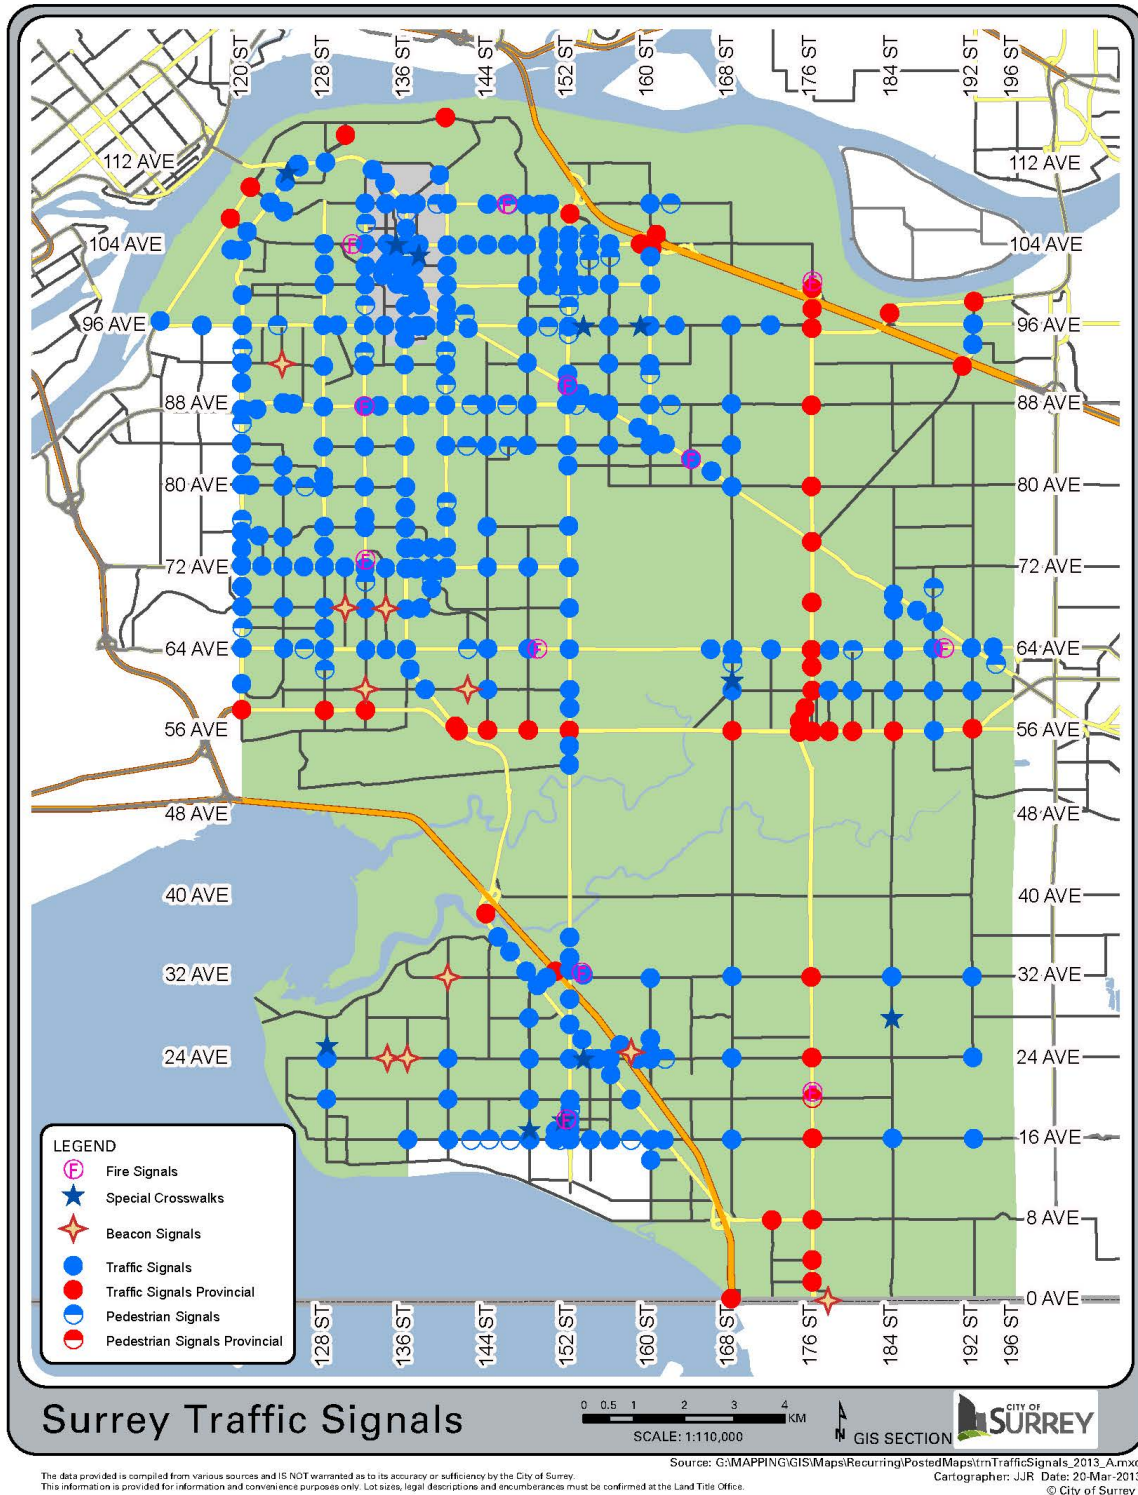 120 ST 128 ST 136 ST 144 ST 152 ST 160 ST 168 ST 176 ST 184 ST 192 ST 196 ST
112 AVE 112 AVE
104 AVE 104 AVE
96 AVE 96 AVE
88 AVE 88 AVE
80 AVE 80 AVE
72 AVE 72 AVE
64 AVE 64 AVE
56 AVE 56 AVE
48 AVE 48 AVE
40 AVE 40 AVE
32 AVE 32 AVE
24 AVE 24 AVE
16 AVE
8 AVE
0 AVE
F
F
F
F
F
F
F
F
F
F
F
F
LEGEND
F Fire Signals
Special Crosswalks
Beacon Signals
Traffic Signals
Traffic Signals Provincial
Pedestrian Signals
Pedestrian Signals Provincial
128 ST 136 ST 144 ST 152 ST 160 ST 168 ST 176 ST 184 ST 192 ST 196 ST
Surrey Traffic Signals
0 0.5 1 2 3 4
KM
SCALE: 1:110,000
N GIS SECTION
CITY OF
SURREY
Source: G:\MAPPING\GIS\Maps\Recurring\PostedMaps\trnTrafficSignals_2013_A.mxd
The data provided is compiled from various sources and IS NOT warranted as to its accuracy or sufficiency by the City of Surrey.
Cartographer: JJR Date: 20-Mar-2013
This information is provided for information and convenience purposes only. Lot sizes, legal descriptions and encumberances must be confirmed at the Land Title Office.
© City of Surrey